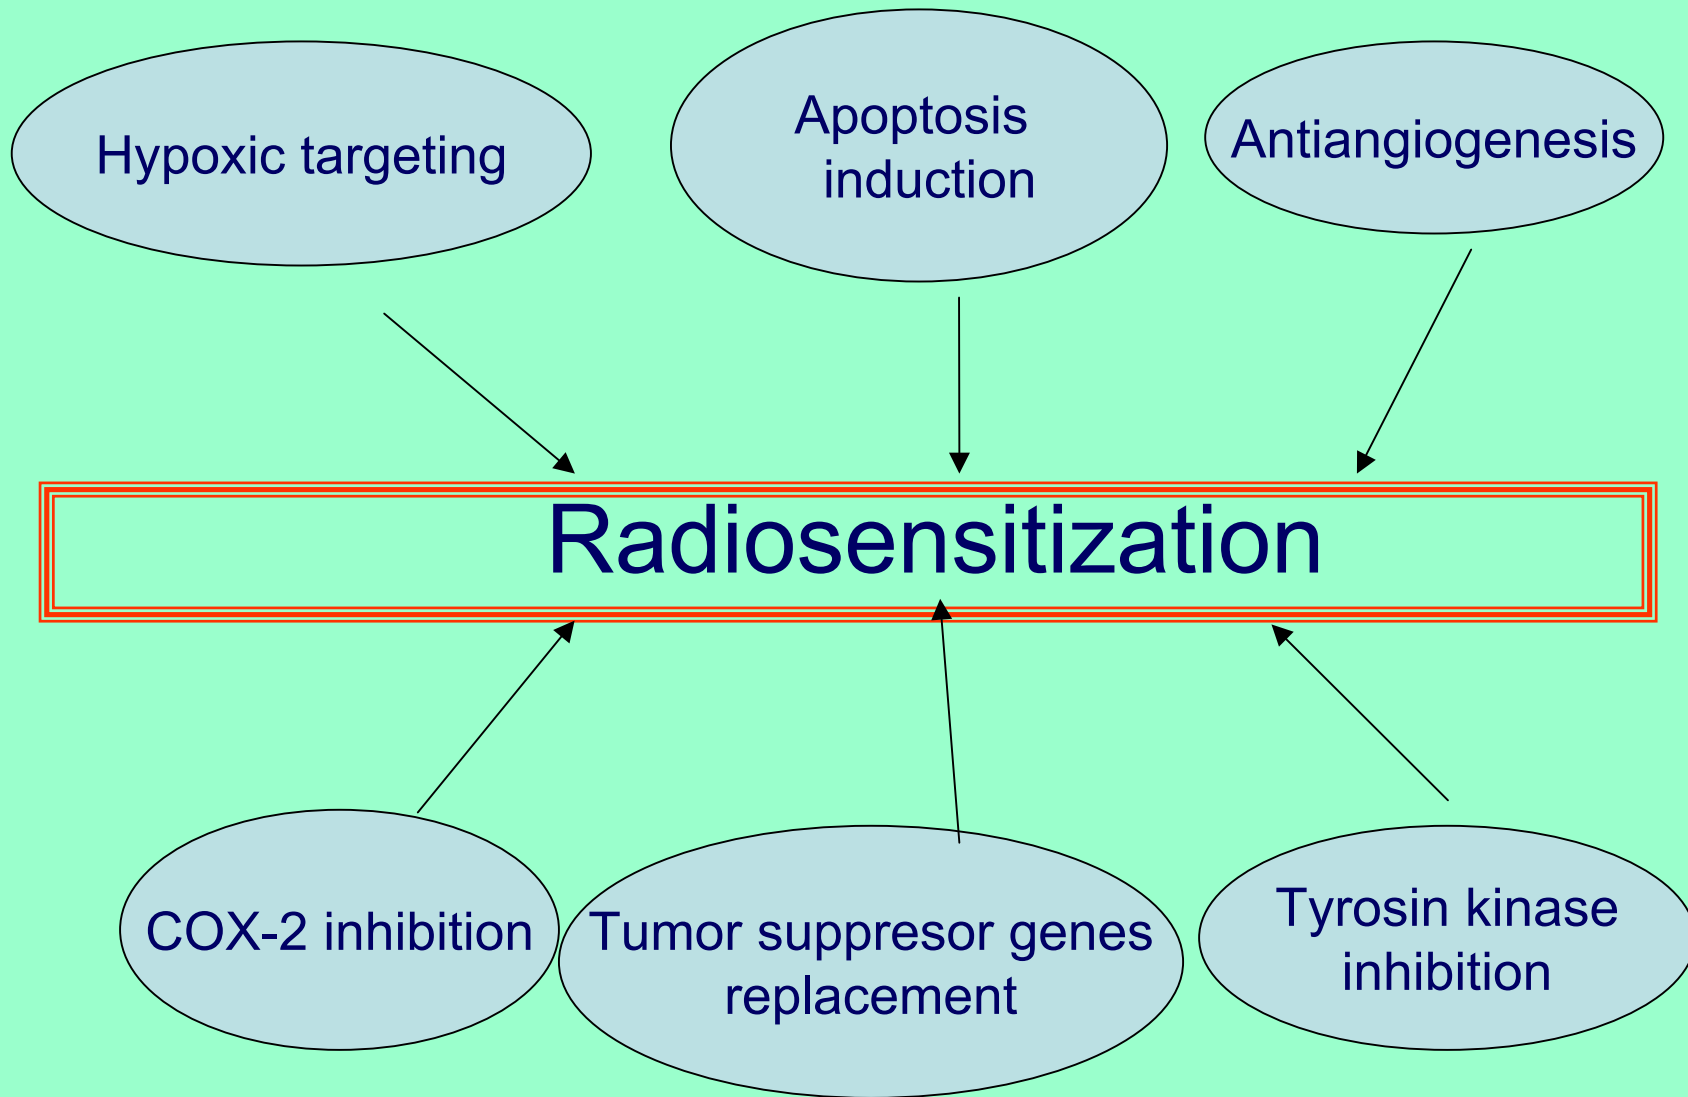 Hypoxic targeting
Apoptosis
induction
Antiangiogenesis
Radiosensitization
COX-2 inhibition
Tumor suppresor genes
replacement
Tyrosin kinase
inhibition